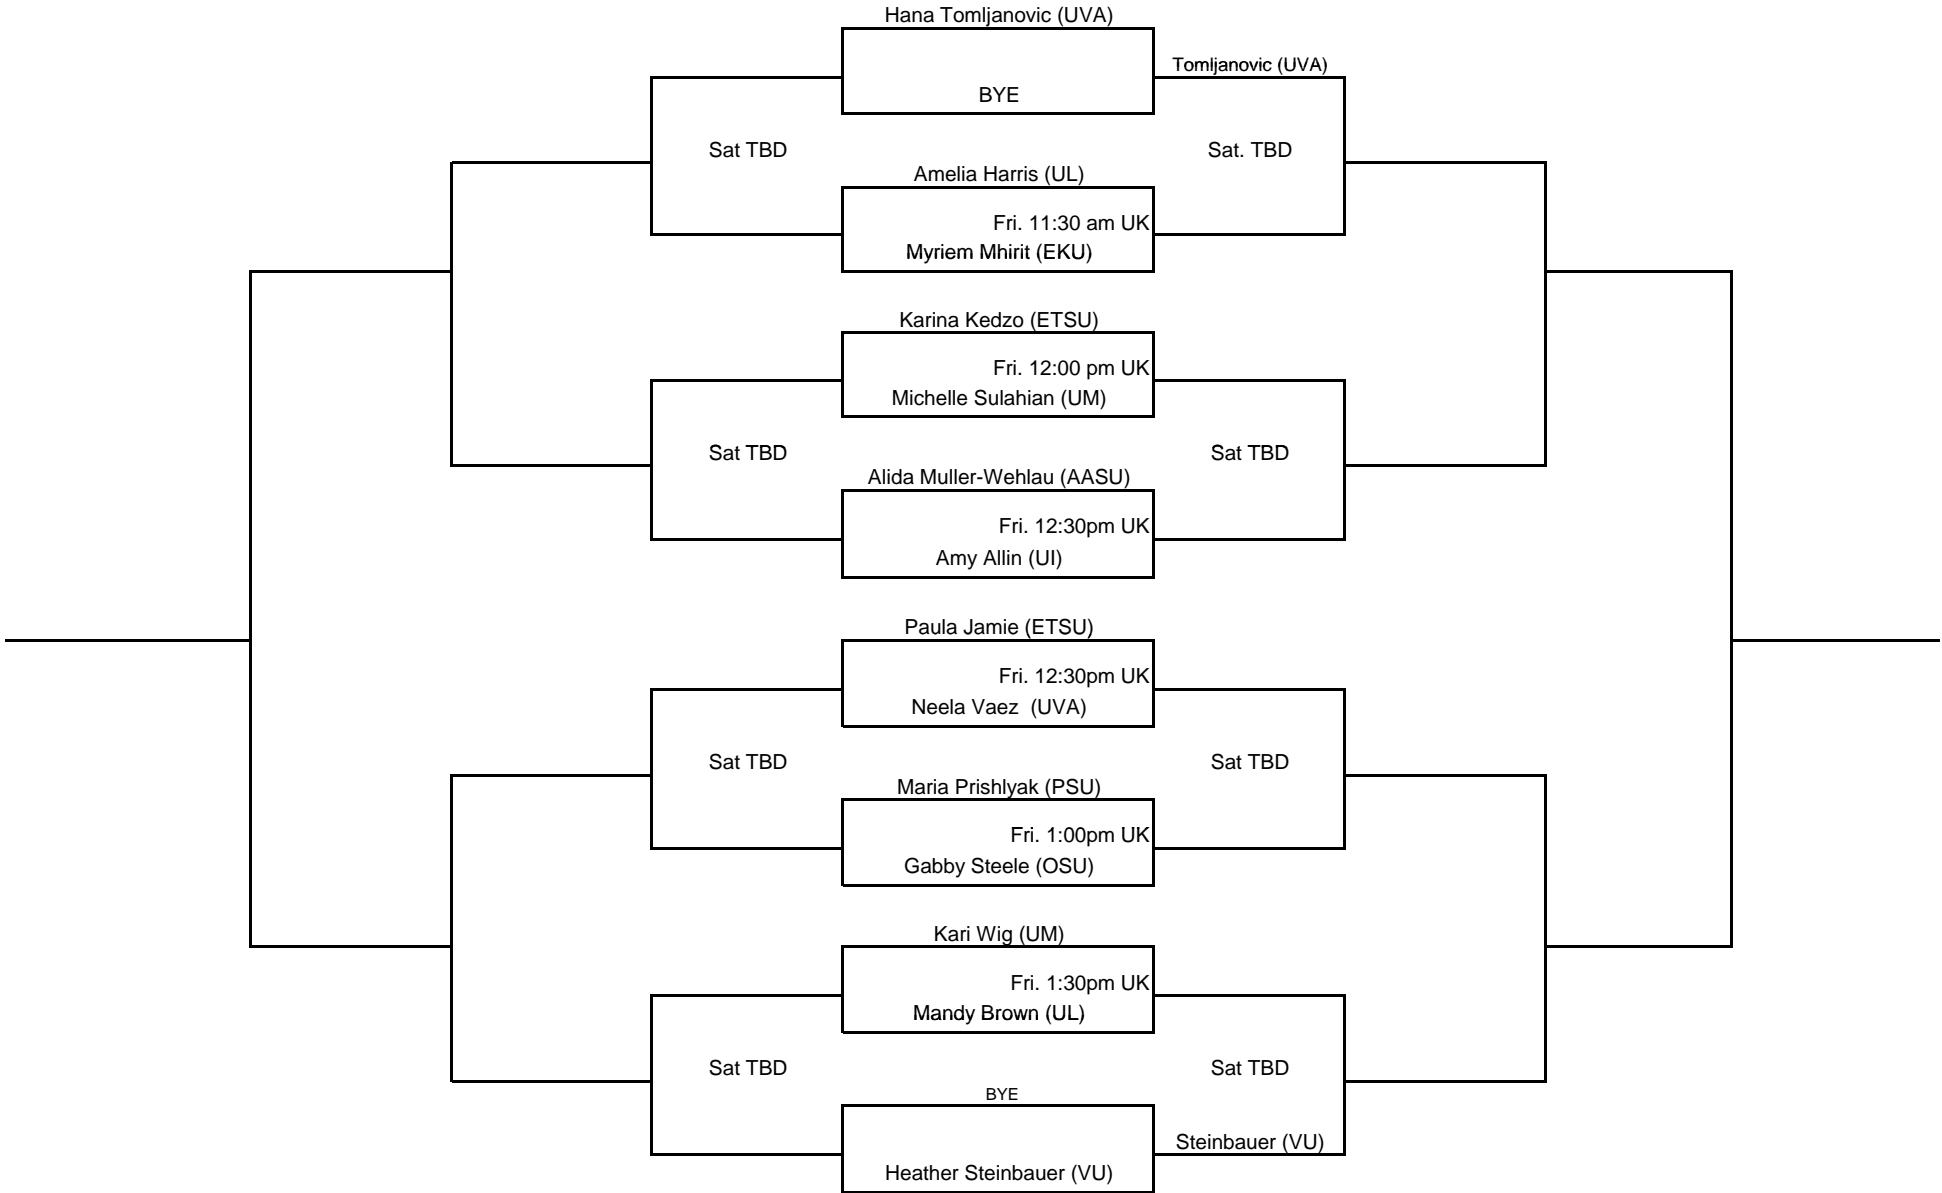 Hana Tomljanovic (UVA)
Tomljanovic (UVA)
BYE
Sat TBD
Sat. TBD
Amelia Harris (UL)
Fri. 11:30 am UK
Myriem Mhirit (EKU)
Karina Kedzo (ETSU)
Fri. 12:00 pm UK
Michelle Sulahian (UM)
Sat TBD
Sat TBD
Alida Muller-Wehlau (AASU)
Fri. 12:30pm UK
Amy Allin (UI)
Paula Jamie (ETSU)
Fri. 12:30pm UK
Neela Vaez  (UVA)
Sat TBD
Sat TBD
Maria Prishlyak (PSU)
Fri. 1:00pm UK
Gabby Steele (OSU)
Kari Wig (UM)
Fri. 1:30pm UK
Mandy Brown (UL)
Sat TBD
Sat TBD
BYE
Steinbauer (VU)
Heather Steinbauer (VU)